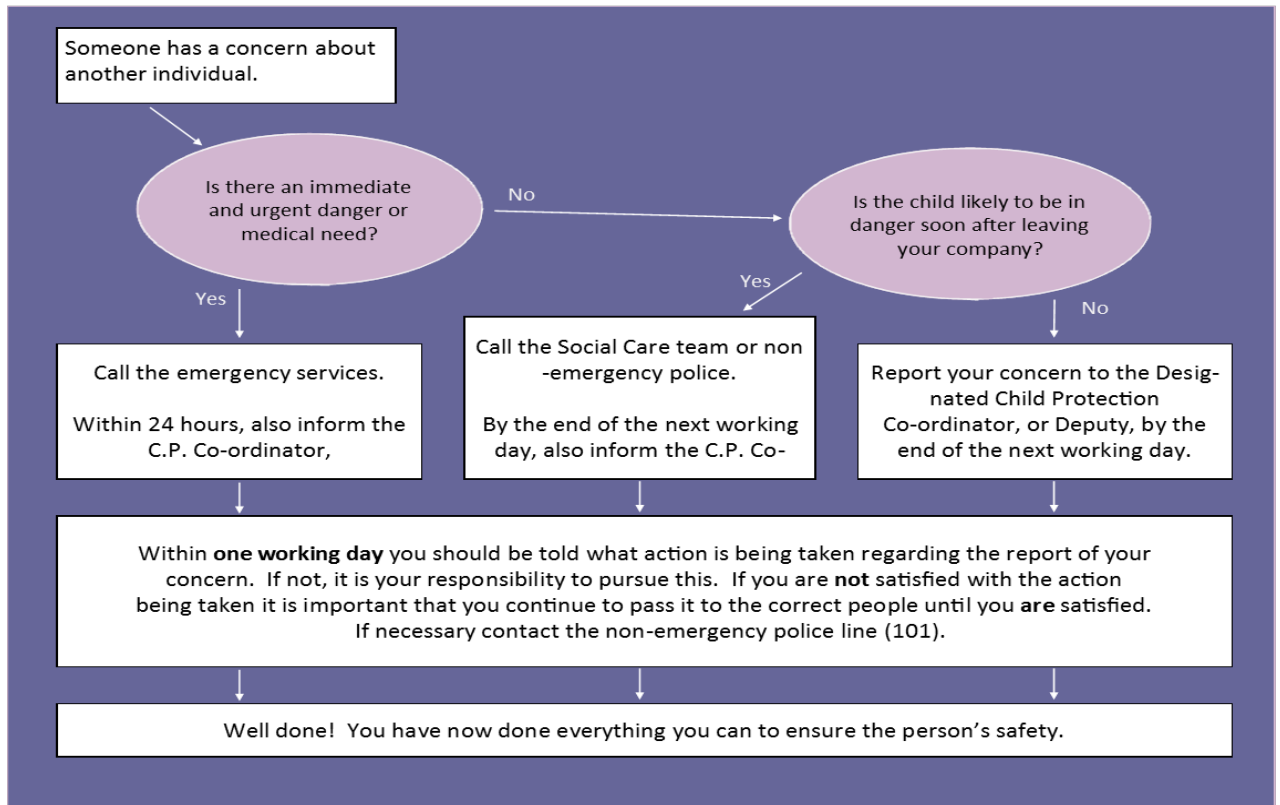 Someone has a concern about
another individual.
Is there an immediate
and urgent danger or
medical need?
No
Is the child likely to be in
danger soon after leaving
your company?
Yes
Yes
No
Call the emergency services.
Within 24 hours, also inform the
C.P. Co-ordinator,
Call the Social Care team or non
-emergency police.
By the end of the next working
day, also inform the C.P. Co-
Report your concern to the Desig-
nated Child Protection
Co-ordinator, or Deputy, by the
end of the next working day.
Within one working day you should be told what action is being taken regarding the report of your
concern.  If not, it is your responsibility to pursue this.  If you are not satisfied with the action
being taken it is important that you continue to pass it to the correct people until you are satisfied.
If necessary contact the non-emergency police line (101).
Well done!  You have now done everything you can to ensure the person’s safety.